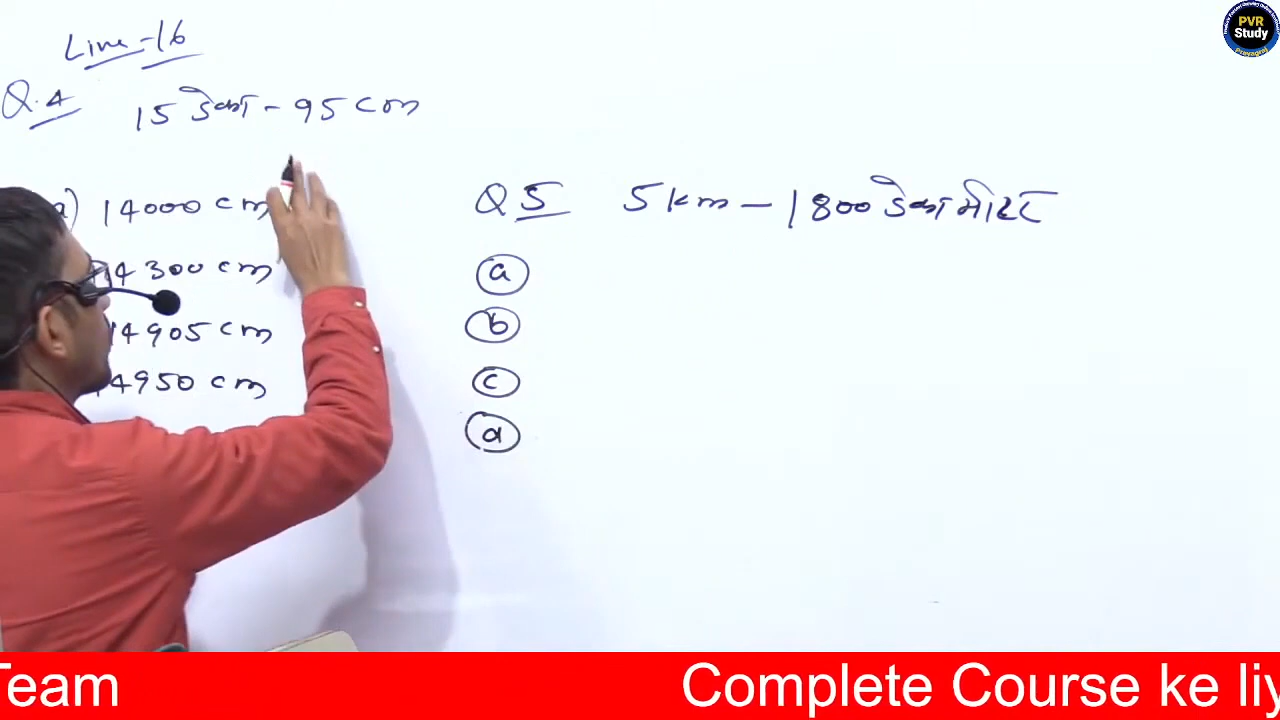 Line-16
Q.4 15 डेका - 95 cm
a) 14000 cm
14300 cm
14905 cm
14950 cm
Q 5 5 km - 1800 डेकामीटर
a
b
c
d
PVR
Study
Prayagraj
Team Complete Course ke liy